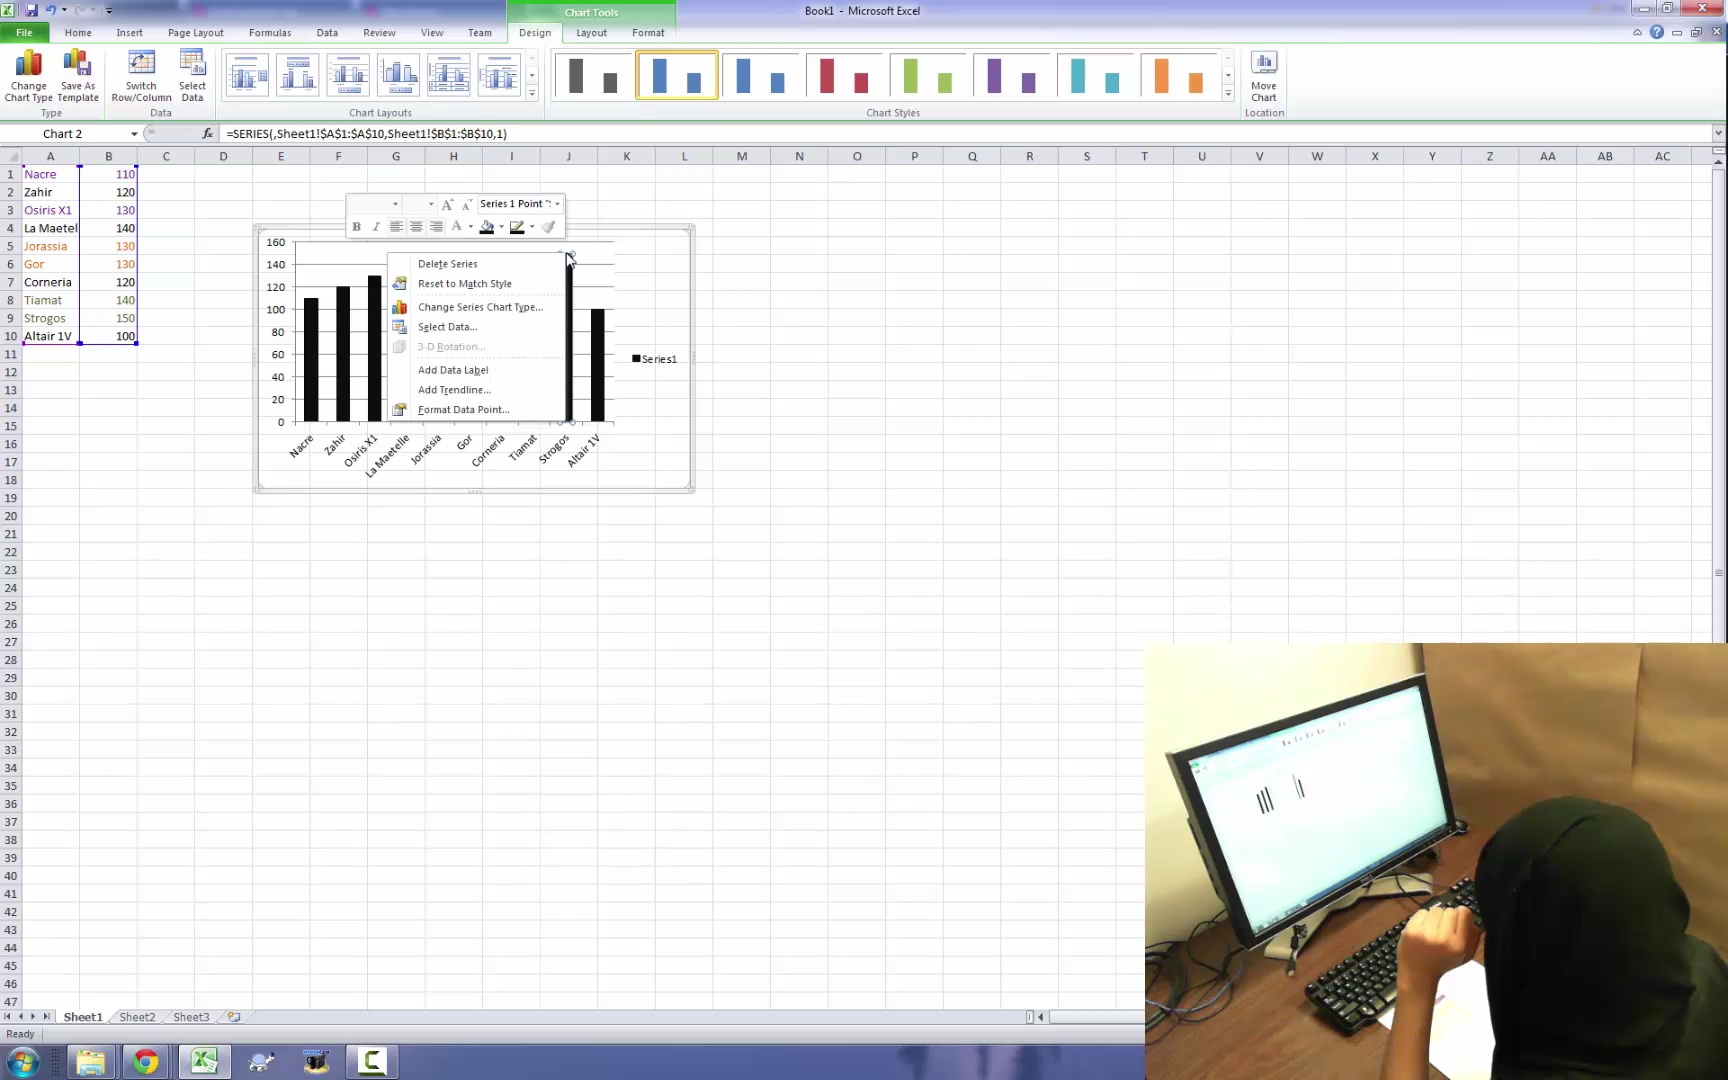 Chart Tools
Book1 - Microsoft Excel
File Home Insert Page Layout Formulas Data Review View Team Design Layout Format
Change Chart Type
Save As Template
Switch Row/Column
Select Data
Move Chart
Type Data Chart Layouts Chart Styles Location
Chart 2 fx =SERIES(,Sheet1!$A$1:$A$10,Sheet1!$B$1:$B$10,1)
A B C D E F G H I J K L M N O P Q R S T U V W X Y Z AA AB AC
1 Nacre 110
2 Zahir 120
3 Osiris X1 130
4 La Maetel 140
5 Jorassia 130
6 Gor 130
7 Corneria 120
8 Tiamat 140
9 Strogos 150
10 Altair 1V 100
11
12
13
14
15
16
17
18
19
20
21
22
23
24
25
26
27
28
29
30
31
32
33
34
35
36
37
38
39
40
41
42
43
44
45
46
47
Series 1 Point "
B I A
160
140
120
100
80
60
40
20
0
Delete Series
Reset to Match Style
Change Series Chart Type...
Select Data...
3-D Rotation...
Add Data Label
Add Trendline...
Format Data Point...
Series1
Nacre Zahir Osiris X1 La Maetelle Jorassia Gor Corneria Tiamat Strogos Altair 1V
Sheet1 Sheet2 Sheet3
Ready